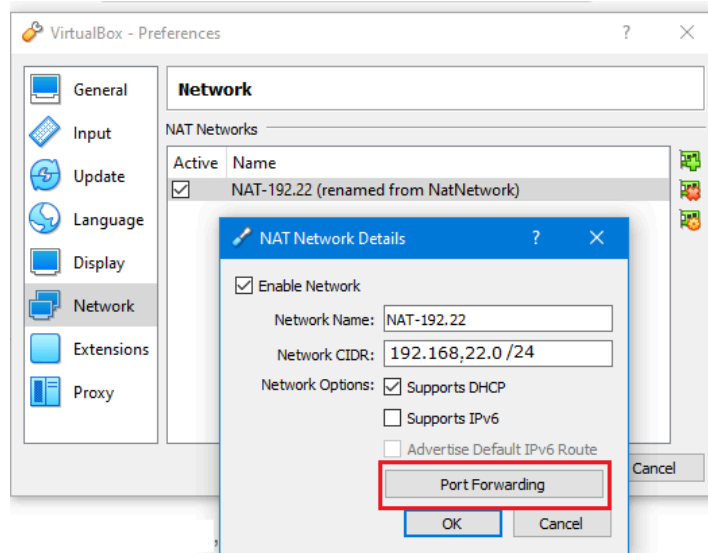 VirtualBox - Preferences ?
General
Input
Update
Language
Display
Network
Extensions
Proxy
Network
NAT Networks
Active Name
NAT-192.22 (renamed from NatNetwork)
NAT Network Details ?
Enable Network
Network Name: NAT-192.22
Network CIDR: 192.168,22.0 /24
Network Options: Supports DHCP
Supports IPv6
Advertise Default IPv6 Route
Port Forwarding
OK Cancel
Cancel
,